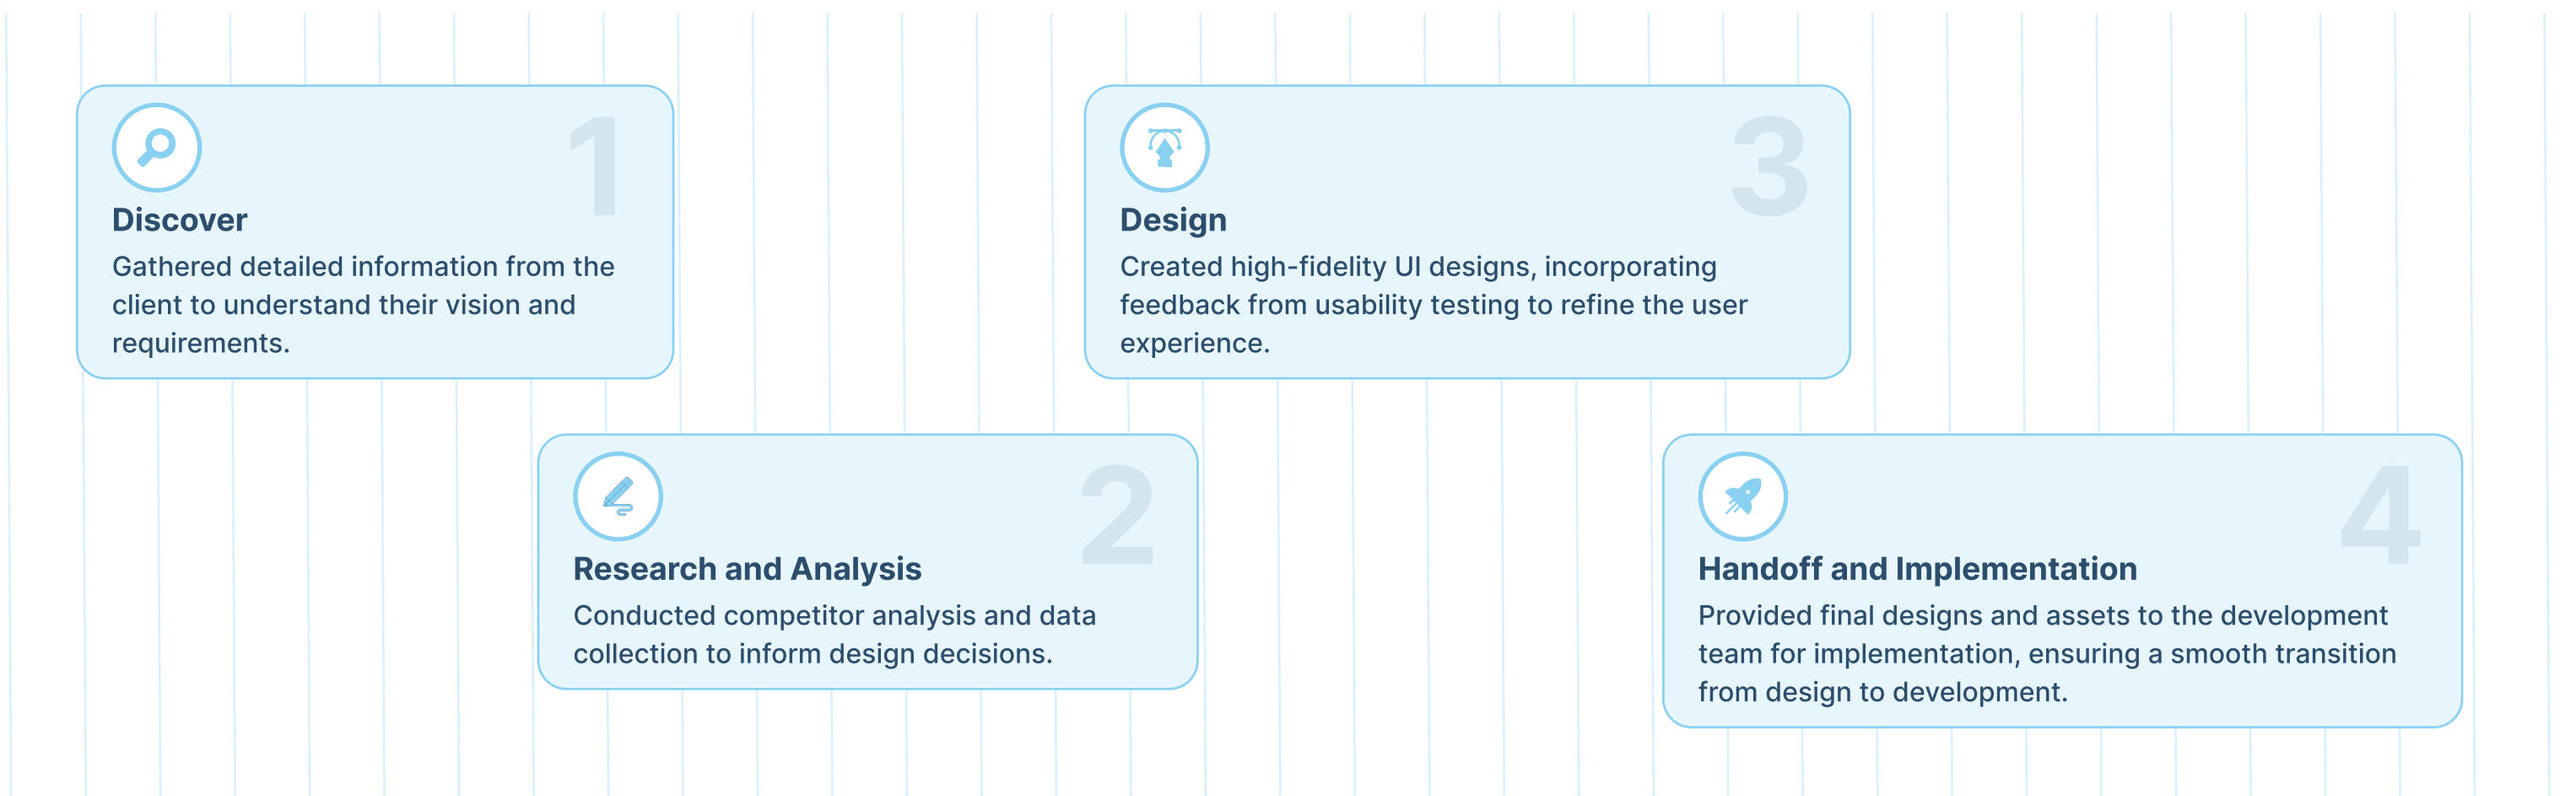 1
Discover
Gathered detailed information from the
client to understand their vision and
requirements.
2
Research and Analysis
Conducted competitor analysis and data
collection to inform design decisions.
3
Design
Created high-fidelity UI designs, incorporating
feedback from usability testing to refine the user
experience.
4
Handoff and Implementation
Provided final designs and assets to the development
team for implementation, ensuring a smooth transition
from design to development.